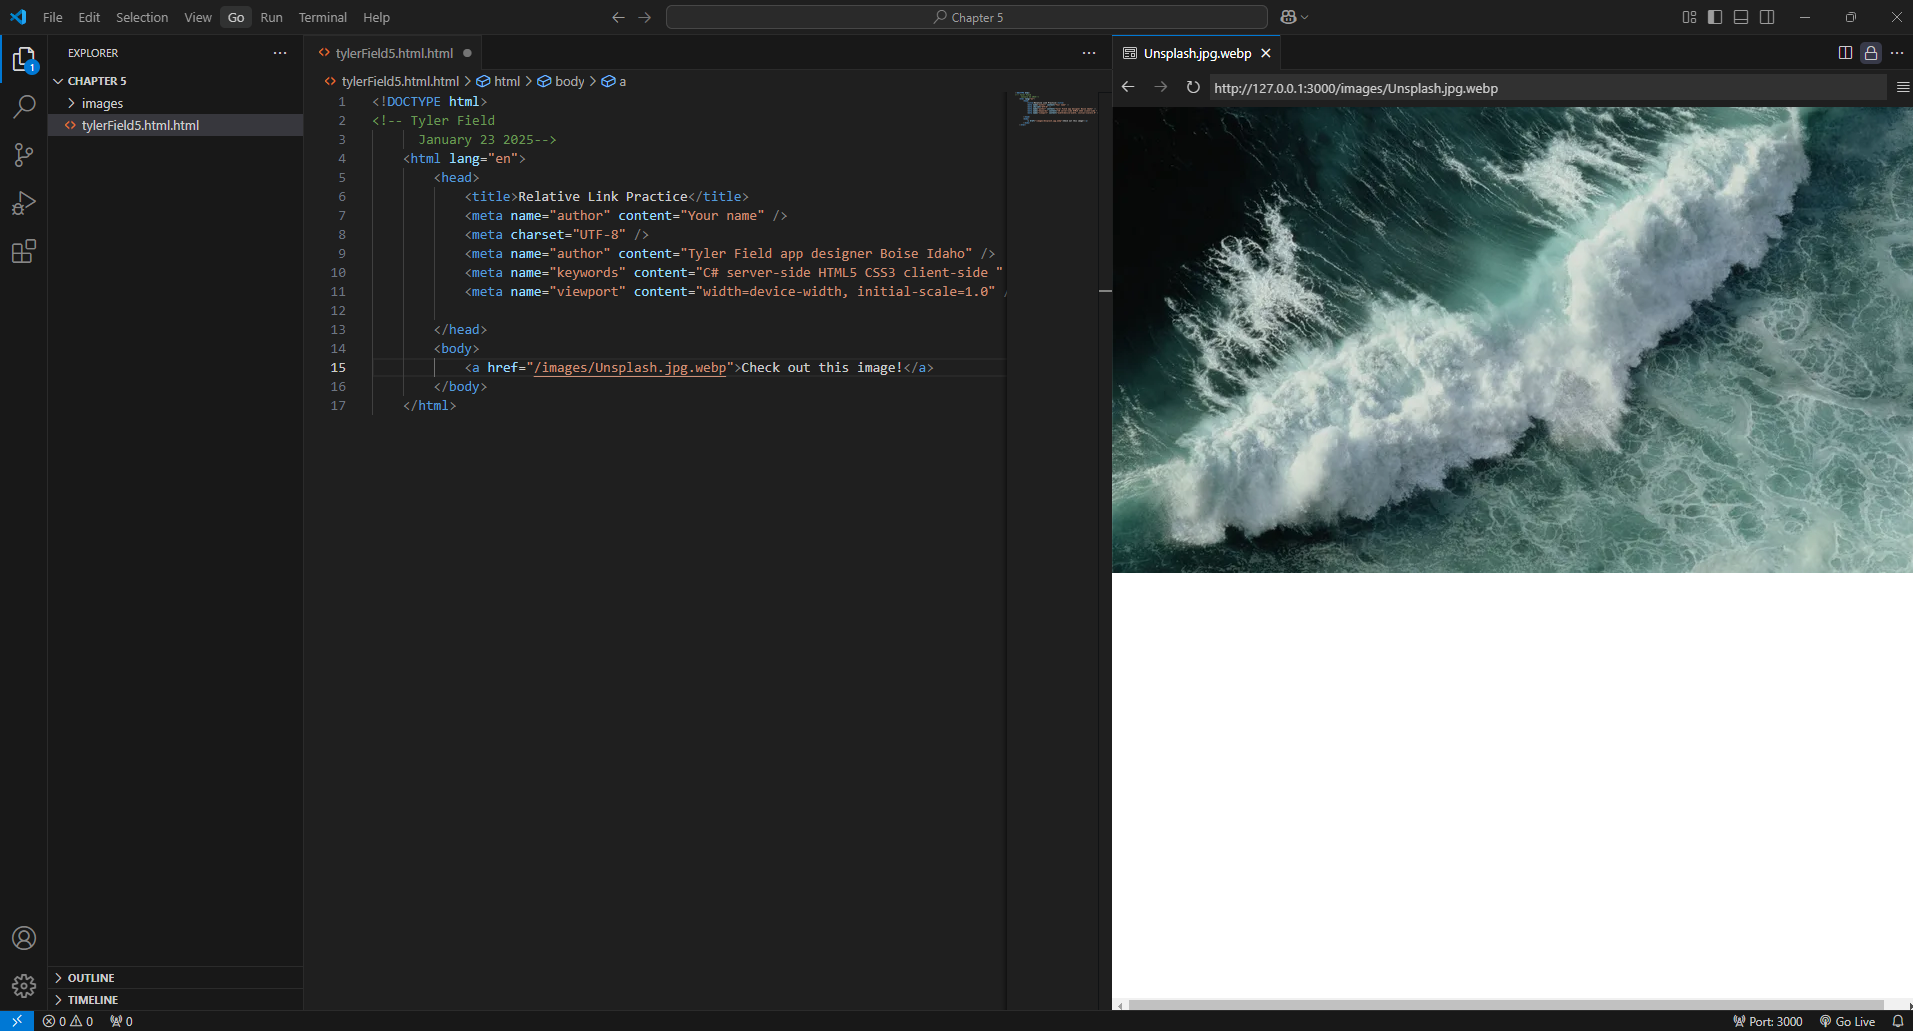 File Edit Selection View Go Run Terminal Help
Chapter 5
EXPLORER
CHAPTER 5
images
tylerField5.html.html
OUTLINE
TIMELINE
tylerField5.html.html
tylerField5.html.html > html > body > a
1 <!DOCTYPE html>
2 <!-- Tyler Field
3 January 23 2025-->
4 <html lang="en">
5 <head>
6 <title>Relative Link Practice</title>
7 <meta name="author" content="Your name" />
8 <meta charset="UTF-8" />
9 <meta name="author" content="Tyler Field app designer Boise Idaho" />
10 <meta name="keywords" content="C# server-side HTML5 CSS3 client-side "
11 <meta name="viewport" content="width=device-width, initial-scale=1.0" /
12
13 </head>
14 <body>
15 <a href="/images/Unsplash.jpg.webp">Check out this image!</a>
16 </body>
17 </html>
Unsplash.jpg.webp
http://127.0.0.1:3000/images/Unsplash.jpg.webp
1
0 0 0
Port: 3000 Go Live